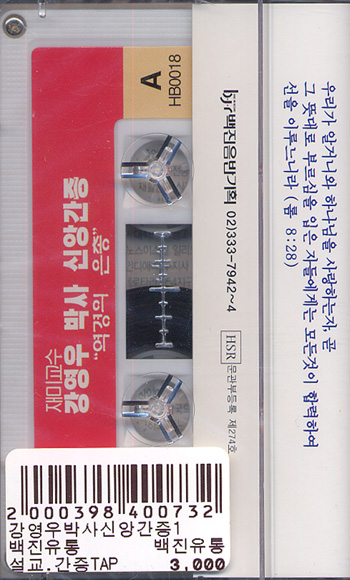 우리가 알거니와 하나님을 사랑하는자, 곧
그 뜻대로 부르심을 입은 자들에게는 모든것이 합력하여
선을 이루느니라 (롬 8:28)
백진음반기획 02)333-7942~4
HSR 문관부등록 제274호
A
HB0018
재미교수
강영우 박사 신앙간증
"역경의 은총"
2 000398 400732
강영우박사신앙간증1
백진유통 백진유통
설교.간증TAP 3,000